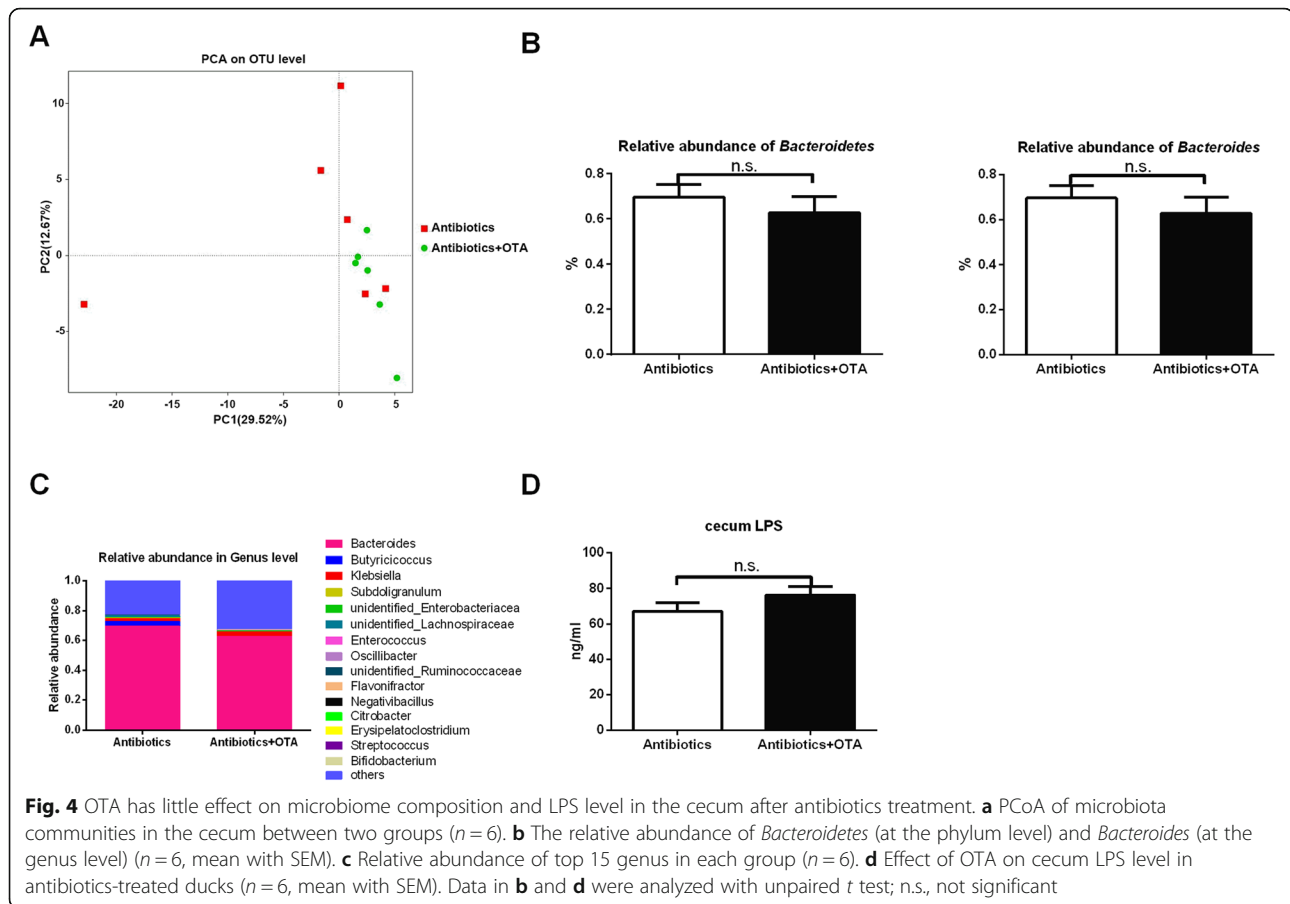 A
PCA on OTU level
10
5
0
-5
PC2(12.67%)
-20 -15 -10 -5 0 5
PC1(29.52%)
Antibiotics
Antibiotics+OTA
B
Relative abundance of Bacteroidetes
n.s.
0.8
0.6
0.4
0.2
0.0
%
Antibiotics Antibiotics+OTA
Relative abundance of Bacteroides
n.s.
0.8
0.6
0.4
0.2
0.0
%
Antibiotics Antibiotics+OTA
C
Relative abundance in Genus level
1.0
0.8
0.6
0.4
0.2
0.0
Relative abundance
Antibiotics Antibiotics+OTA
Bacteroides
Butyricicoccus
Klebsiella
Subdoligranulum
unidentified_Enterobacteriacea
unidentified_Lachnospiraceae
Enterococcus
Oscillibacter
unidentified_Ruminococcaceae
Flavonifractor
Negativibacillus
Citrobacter
Erysipelatoclostridium
Streptococcus
Bifidobacterium
others
D
cecum LPS
n.s.
100
80
60
40
20
0
ng/ml
Antibiotics Antibiotics+OTA
Fig. 4 OTA has little effect on microbiome composition and LPS level in the cecum after antibiotics treatment. a PCoA of microbiota
communities in the cecum between two groups (n = 6). b The relative abundance of Bacteroidetes (at the phylum level) and Bacteroides (at the
genus level) (n = 6, mean with SEM). c Relative abundance of top 15 genus in each group (n = 6). d Effect of OTA on cecum LPS level in
antibiotics-treated ducks (n = 6, mean with SEM). Data in b and d were analyzed with unpaired t test; n.s., not significant